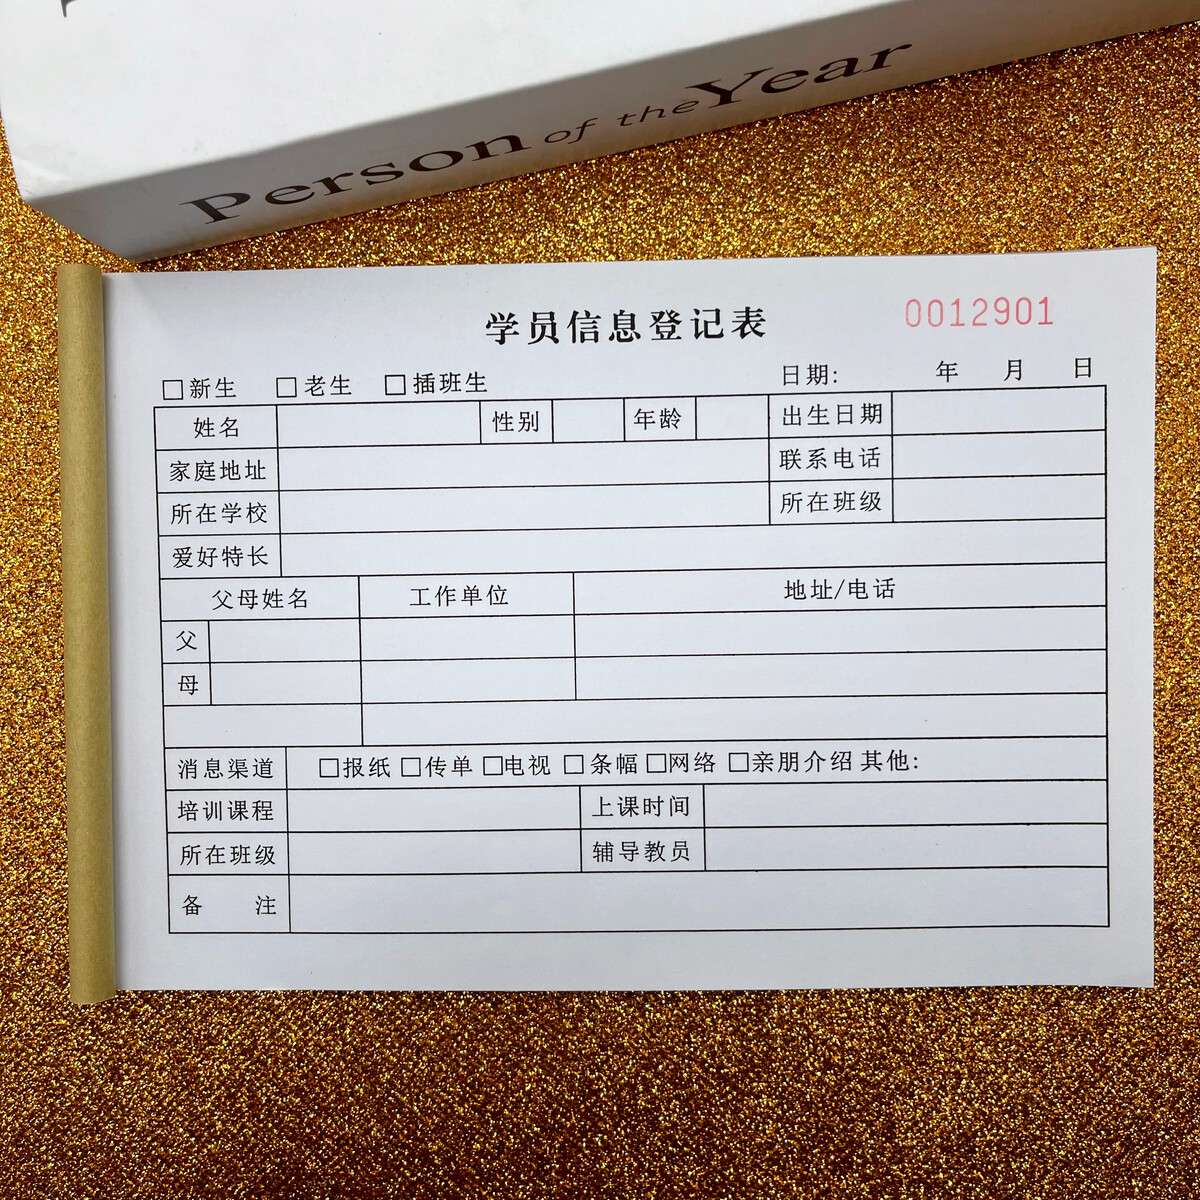 Person of the Year
学员信息登记表
0012901
□新生 □老生 □插班生 日期: 年 月 日
姓名 性别 年龄 出生日期
家庭地址 联系电话
所在学校 所在班级
爱好特长
父母姓名 工作单位 地址/电话
父
母
消息渠道 □报纸 □传单 □电视 □条幅 □网络 □亲朋介绍 其他:
培训课程 上课时间
所在班级 辅导教员
备 注